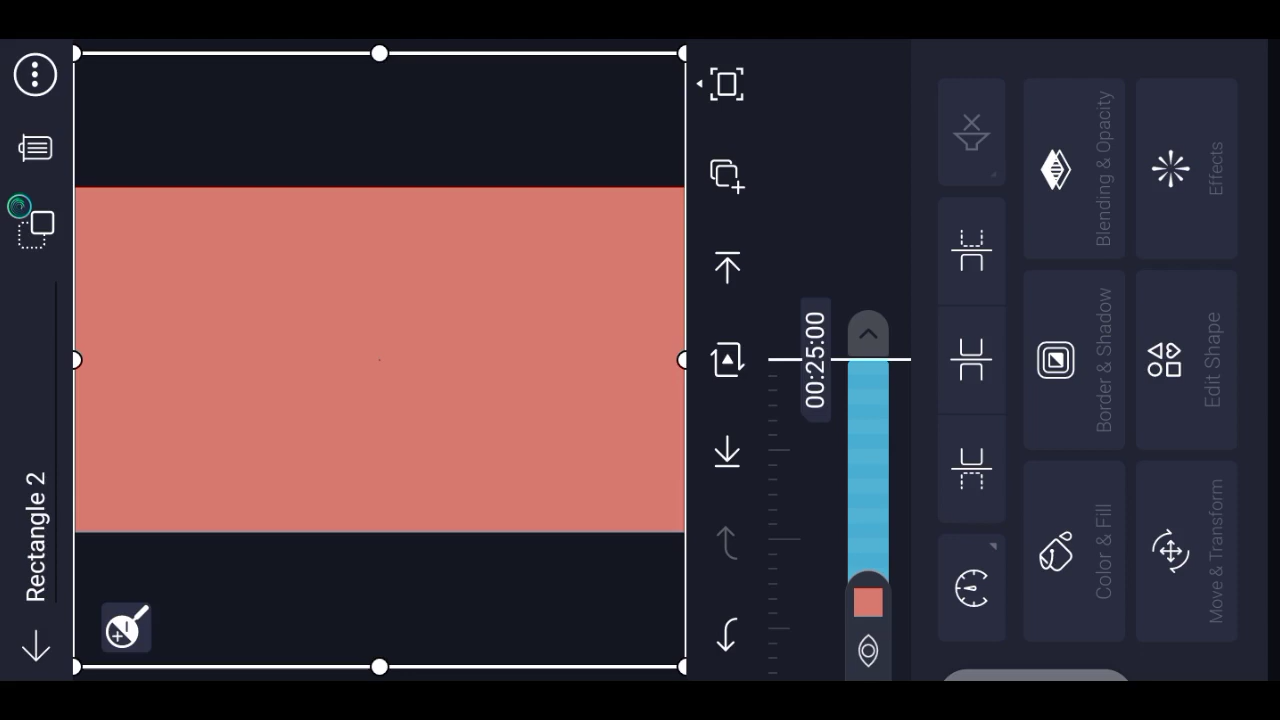 Rectangle 2
00:25:00
Color & Fill
Border & Shadow
Blending & Opacity
Move & Transform
Edit Shape
Effects